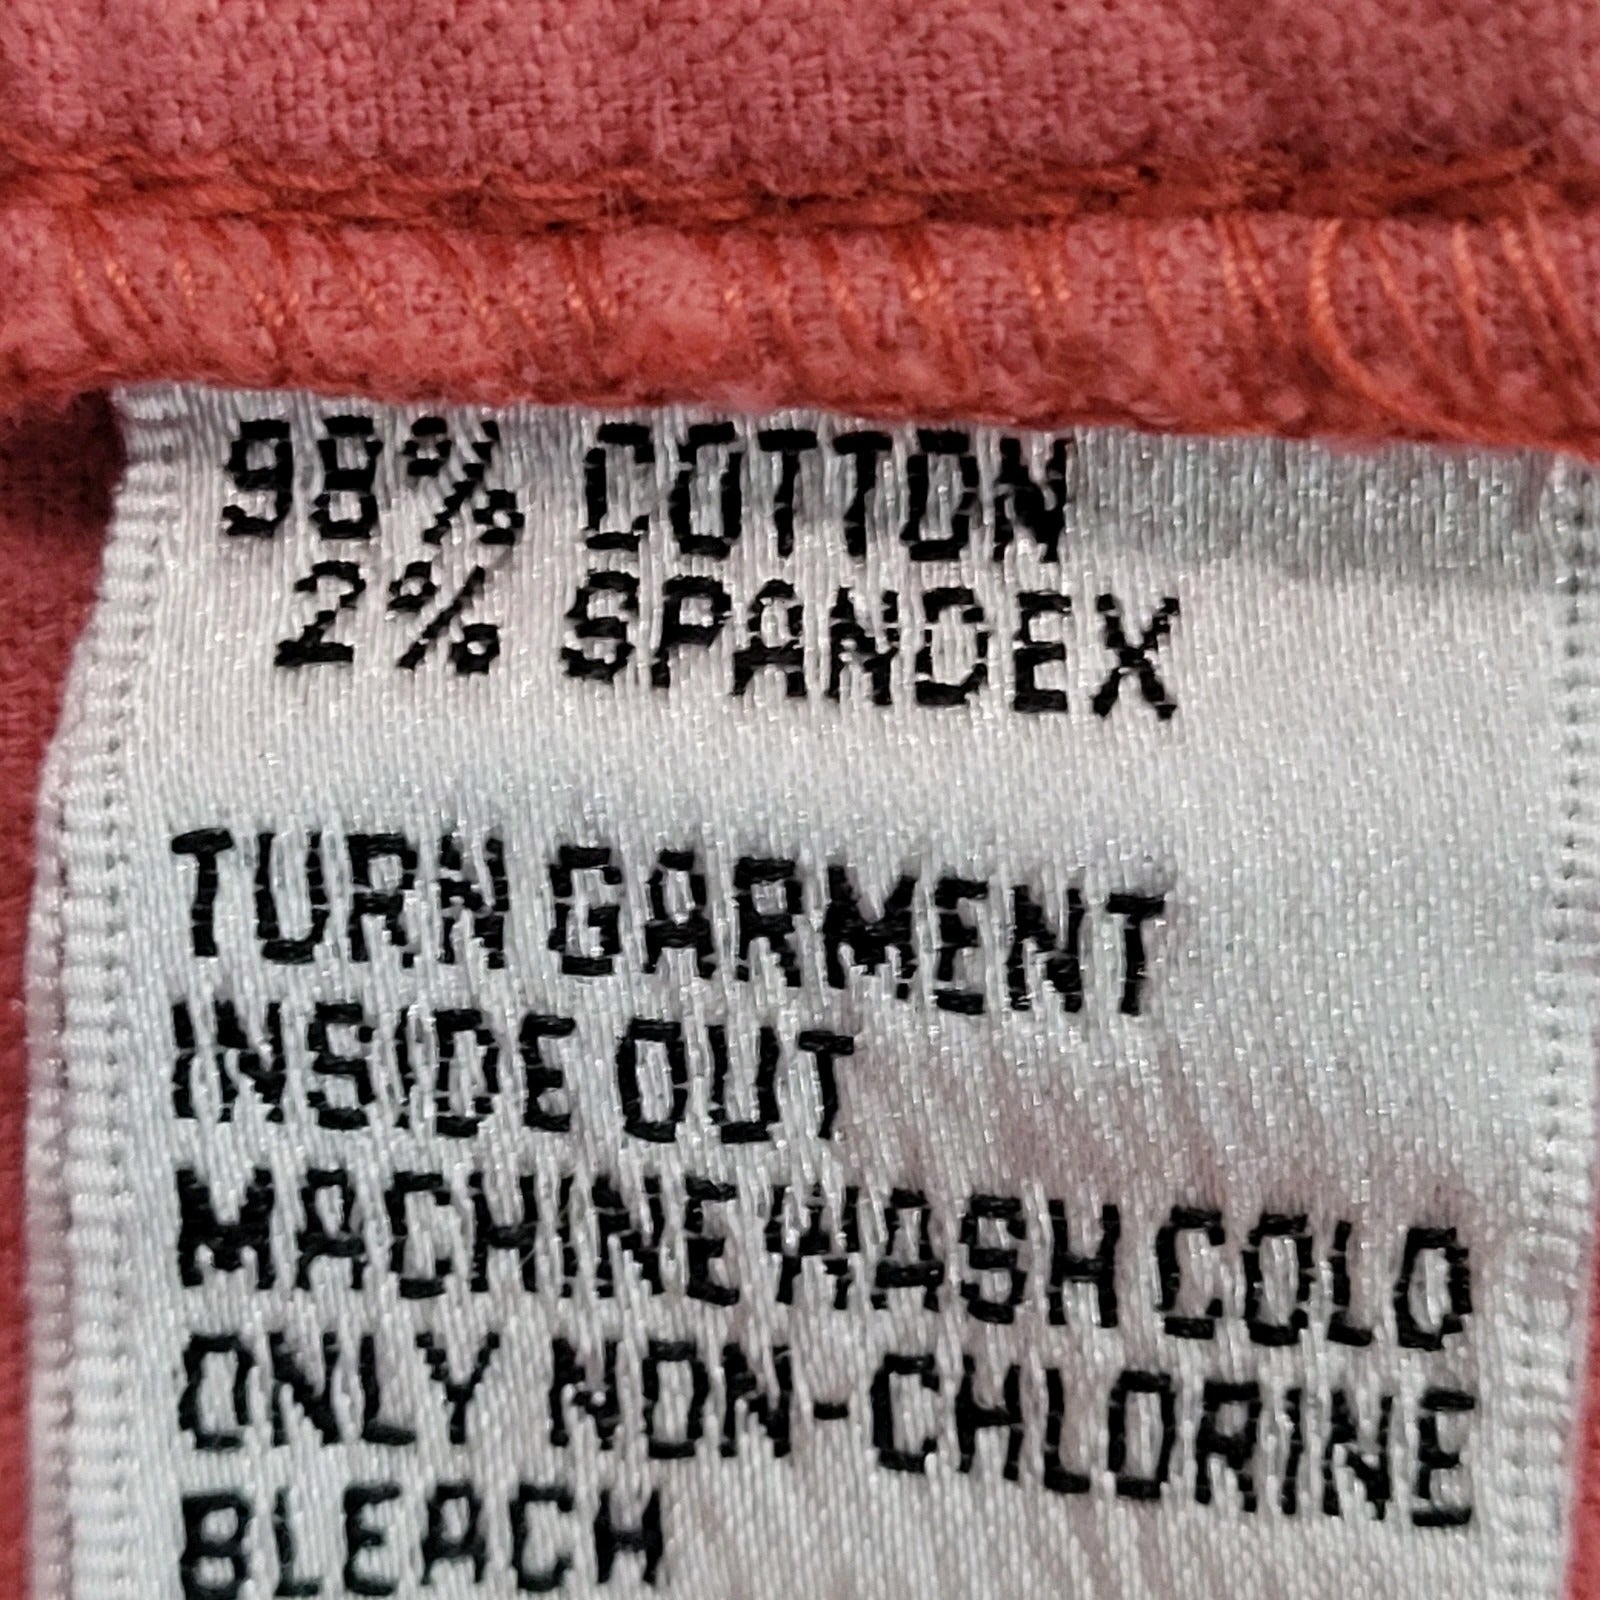 98% COTTON
2% SPANDEX
TURN GARMENT
INSIDE OUT
MACHINE WASH COLD
ONLY NON-CHLORINE
BLEACH